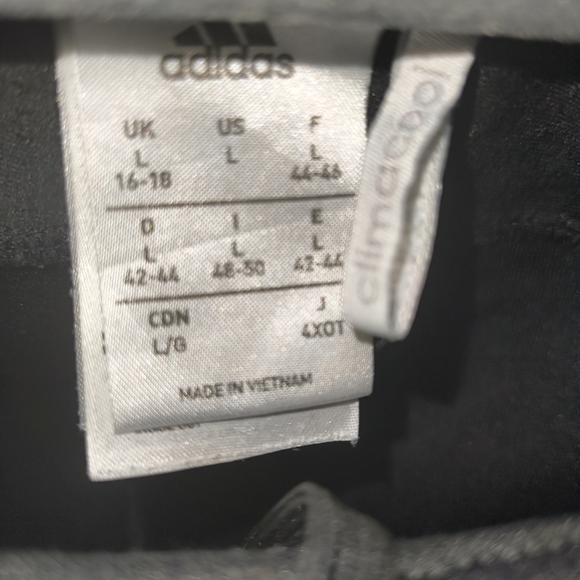 adidas
UK US F
L L L
16-18 44-46
D I E
L L L
42-44 48-50 42-44
CDN J
L/G 4XOT
MADE IN VIETNAM
climacool